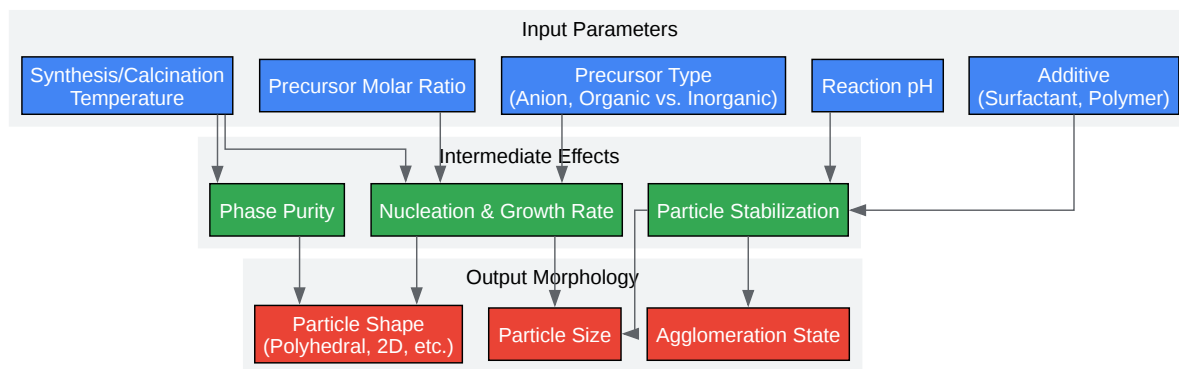 Input Parameters
Synthesis/Calcination
Temperature
Precursor Molar Ratio
Precursor Type
(Anion, Organic vs. Inorganic)
Reaction pH
Additive
(Surfactant, Polymer)
Intermediate Effects
Phase Purity
Nucleation & Growth Rate
Particle Stabilization
Output Morphology
Particle Shape
(Polyhedral, 2D, etc.)
Particle Size
Agglomeration State